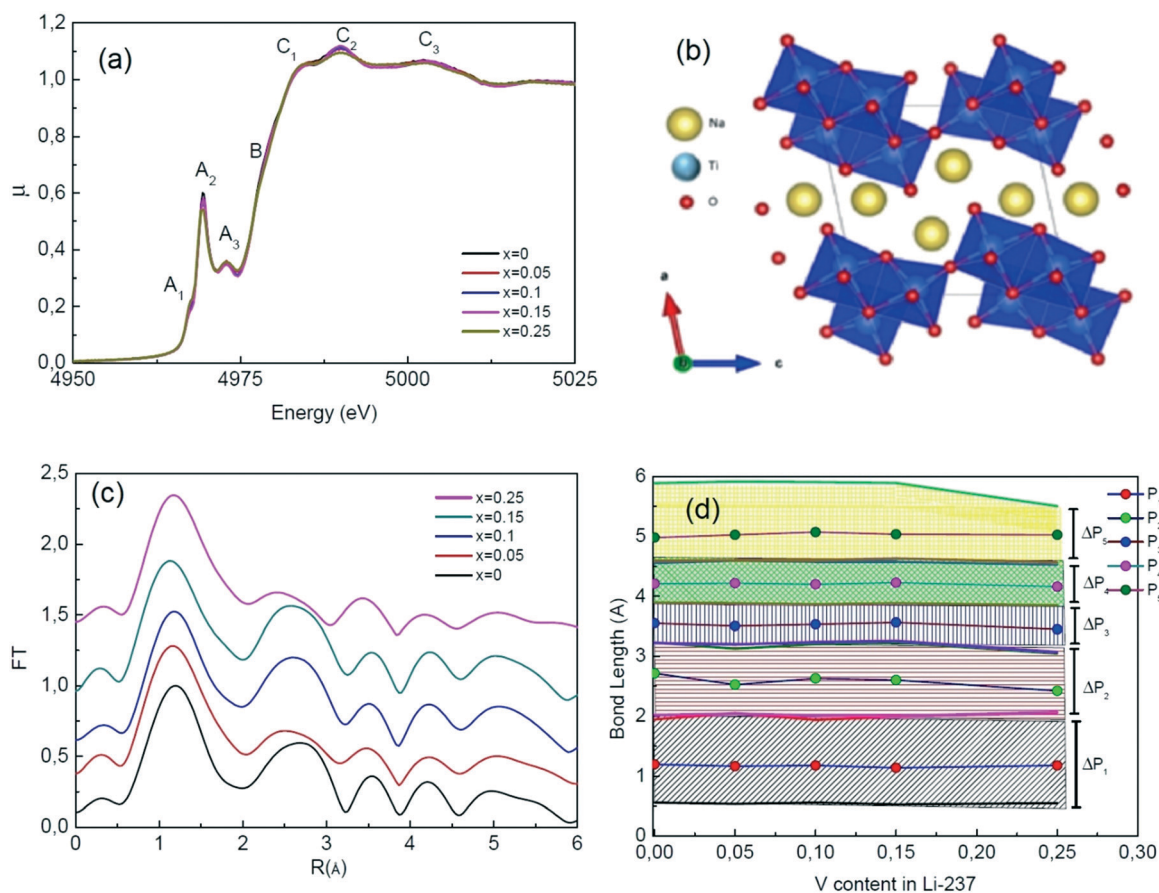 (a)
C₁
C₂
C₃
B
A₂
A₃
A₁
μ
1,2
1,0
0,8
0,6
0,4
0,2
0,0
x=0
x=0.05
x=0.1
x=0.15
x=0.25
4950
4975
5000
5025
Energy (eV)
(b)
Na
Ti
O
a
b
c
(c)
FT
2,5
2,0
1,5
1,0
0,5
0,0
x=0.25
x=0.15
x=0.1
x=0.05
x=0
0
1
2
3
4
5
6
R(Å)
(d)
Bond Length (A)
6
5
4
3
2
1
0
P
P
P
P
P
ΔP₅
ΔP₄
ΔP₃
ΔP₂
ΔP₁
0,00
0,05
0,10
0,15
0,20
0,25
0,30
V content in Li-237